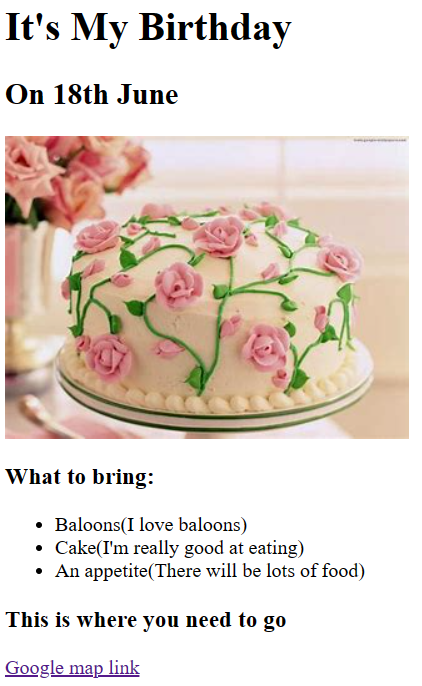 It's My Birthday
On 18th June
What to bring:
Baloons(I love baloons)
Cake(I'm really good at eating)
An appetite(There will be lots of food)
This is where you need to go
Google map link